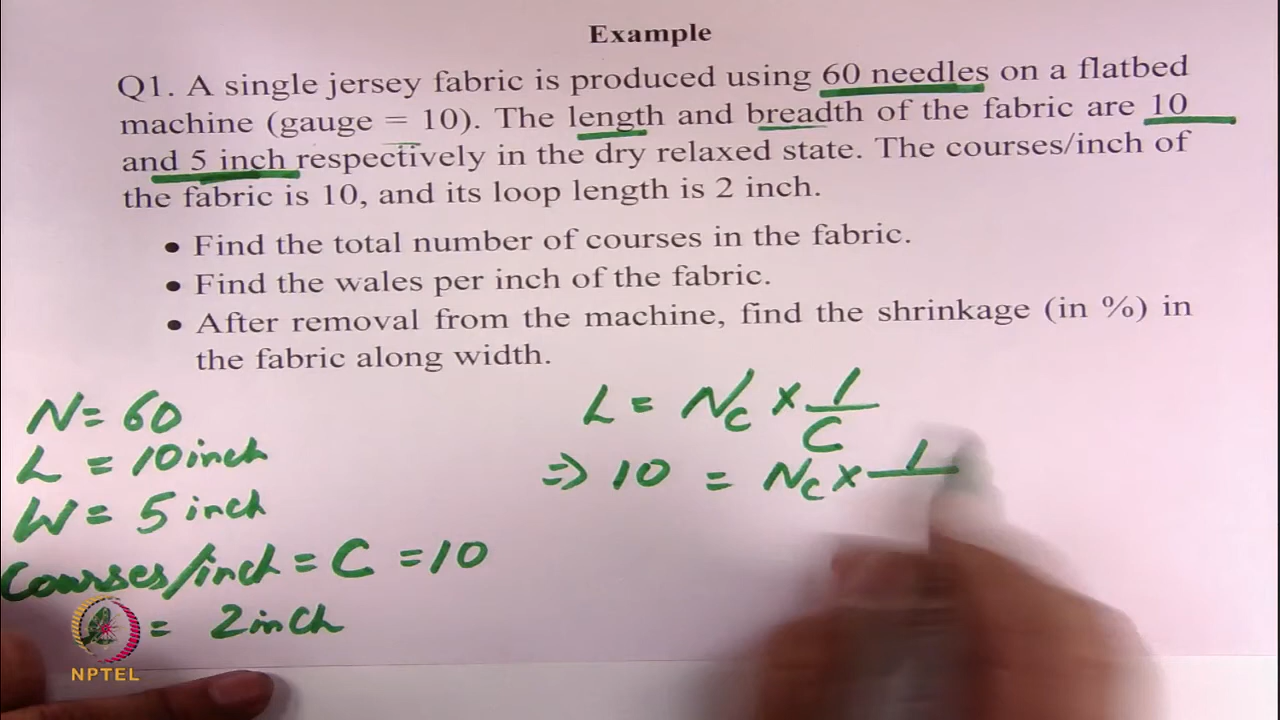 Example
Q1. A single jersey fabric is produced using 60 needles on a flatbed
machine (gauge = 10). The length and breadth of the fabric are 10
and 5 inch respectively in the dry relaxed state. The courses/inch of
the fabric is 10, and its loop length is 2 inch.
• Find the total number of courses in the fabric.
• Find the wales per inch of the fabric.
• After removal from the machine, find the shrinkage (in %) in
the fabric along width.
N = 60
L = 10 inch
W = 5 inch
Courses/inch = C = 10
= 2 inch
L = Nc × 1/C
⇒ 10 = Nc × 1
NPTEL